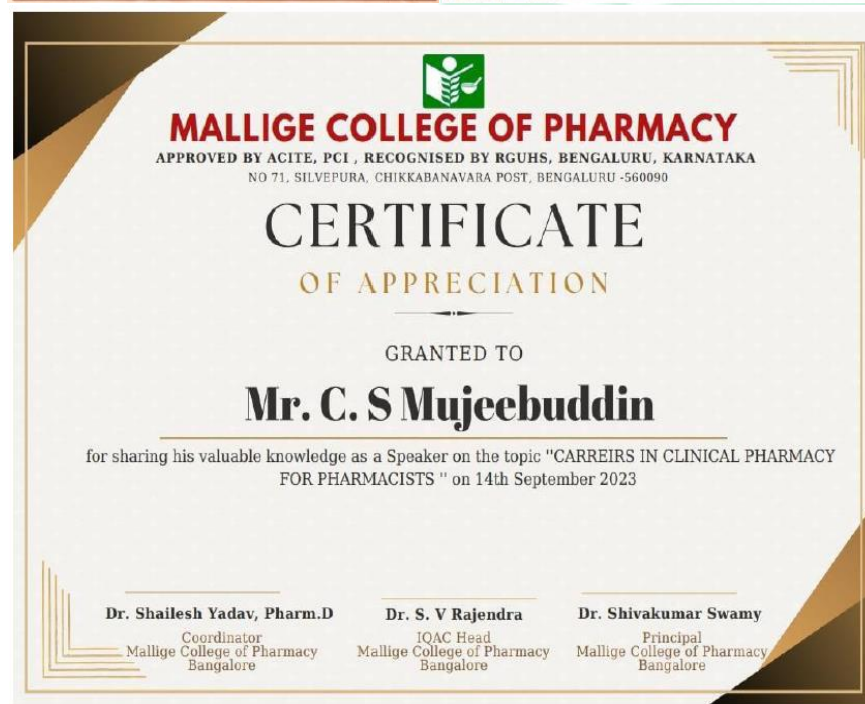 MALLIGE COLLEGE OF PHARMACY
APPROVED BY ACITE, PCI , RECOGNISED BY RGUHS, BENGALURU, KARNATAKA
NO 71, SILVEPURA, CHIKKABANAVARA POST, BENGALURU -560090
CERTIFICATE
OF APPRECIATION
GRANTED TO
Mr. C. S Mujeebuddin
for sharing his valuable knowledge as a Speaker on the topic "CARREIRS IN CLINICAL PHARMACY
FOR PHARMACISTS " on 14th September 2023
Dr. Shailesh Yadav, Pharm.D
Coordinator
Mallige College of Pharmacy
Bangalore
Dr. S. V Rajendra
IQAC Head
Mallige College of Pharmacy
Bangalore
Dr. Shivakumar Swamy
Principal
Mallige College of Pharmacy
Bangalore